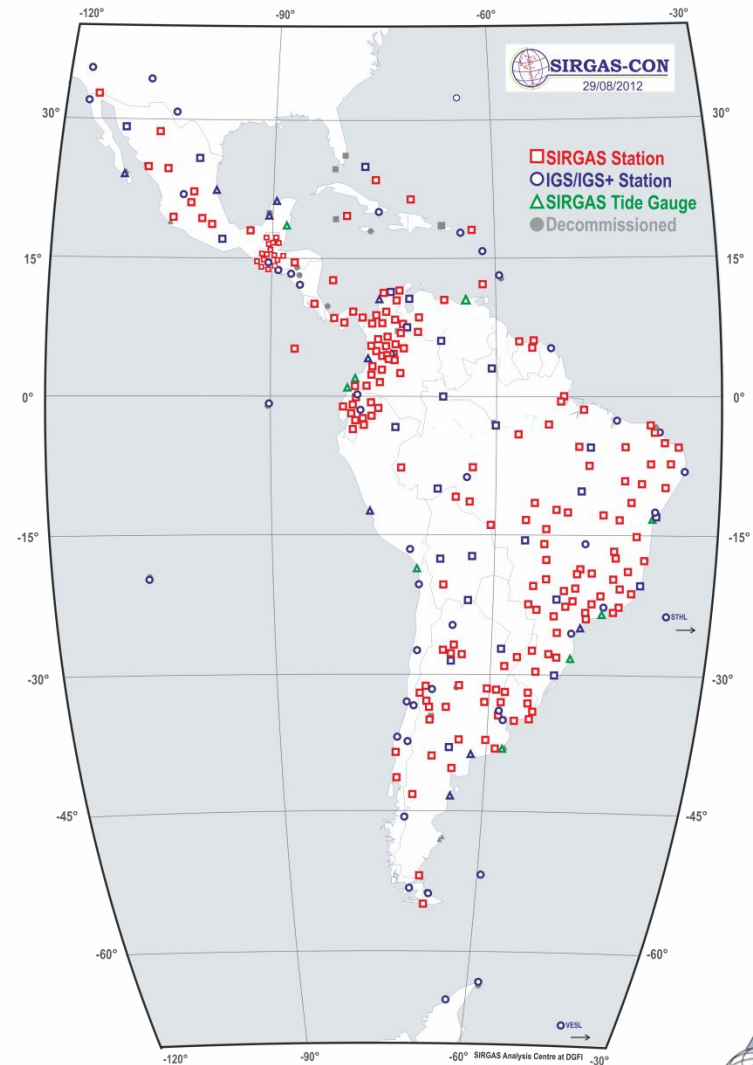 -120°
-90°
-60°
-30°
SIRGAS-CON
29/08/2012
30°
30°
SIRGAS Station
IGS/IGS+ Station
SIRGAS Tide Gauge
Decommissioned
15°
15°
0°
0°
-15°
-15°
STHL
-30°
-30°
-45°
-45°
-60°
-60°
VESL
SIRGAS Analysis Centre at DGFI
-120°
-90°
-60°
-30°